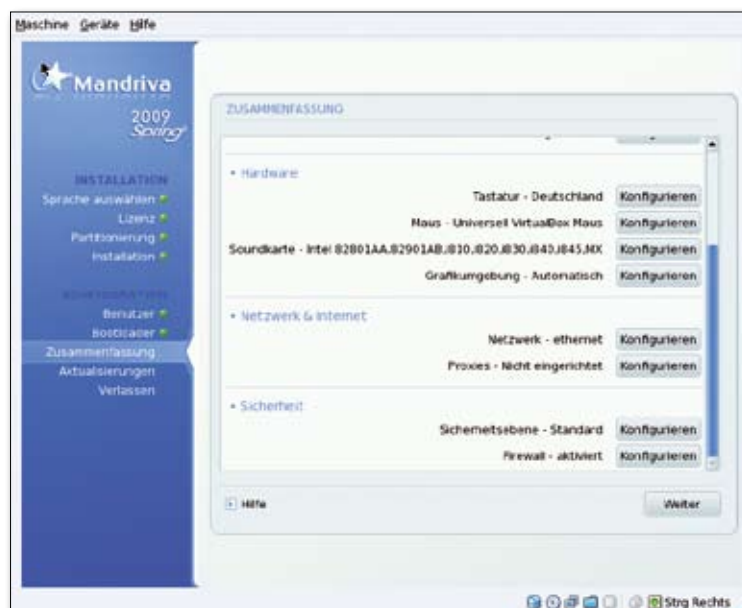 Maschine Geräte Hilfe
Mandriva
2009
Spring
INSTALLATION
Sprache auswählen
Lizenz
Partitionierung
Installation
KONFIGURATION
Benutzer
Bootloader
Zusammenfassung
Aktualisierungen
Verlassen
ZUSAMMENFASSUNG
• Hardware
Tastatur - Deutschland Konfigurieren
Maus - Universell VirtualBox Maus Konfigurieren
Soundkarte - Intel 82801AA,82901AB,i810,i820,i830,i840,i845,MX Konfigurieren
Grafikumgebung - Automatisch Konfigurieren
• Netzwerk & Internet
Netzwerk - ethernet Konfigurieren
Proxies - Nicht eingerichtet Konfigurieren
• Sicherheit
Sicherheitsebene - Standard Konfigurieren
Firewall - aktiviert Konfigurieren
Hilfe
Weiter
Strg Rechts